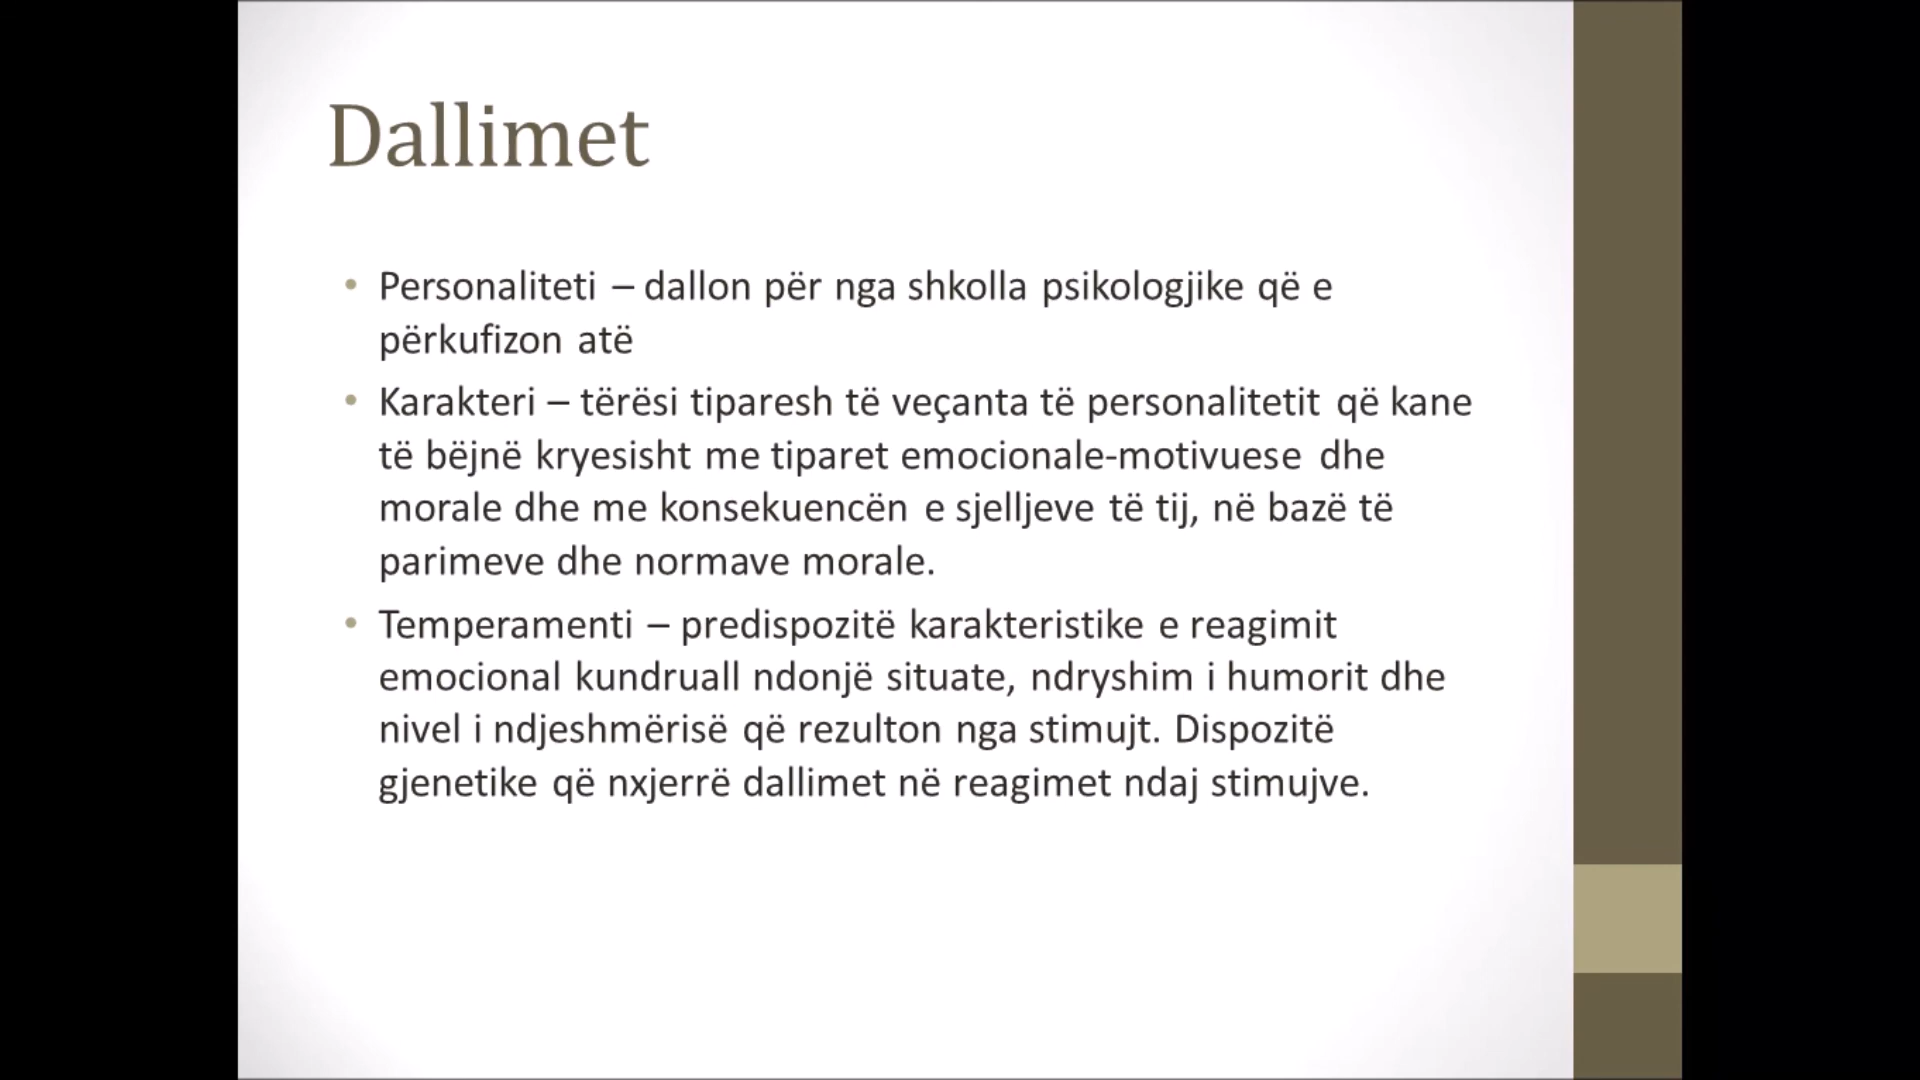 Dallimet
• Personaliteti – dallon për nga shkolla psikologjike që e
përkufizon atë
• Karakteri – tërësi tiparesh të veçanta të personalitetit që kane
të bëjnë kryesisht me tiparet emocionale-motivuese dhe
morale dhe me konsekuencën e sjelljeve të tij, në bazë të
parimeve dhe normave morale.
• Temperamenti – predispozitë karakteristike e reagimit
emocional kundruall ndonjë situate, ndryshim i humorit dhe
nivel i ndjeshmërisë që rezulton nga stimujt. Dispozitë
gjenetike që nxjerrë dallimet në reagimet ndaj stimujve.